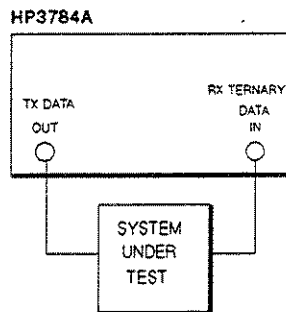 HP3784A
TX DATA
OUT
RX TERNARY
DATA
IN
SYSTEM
UNDER
TEST